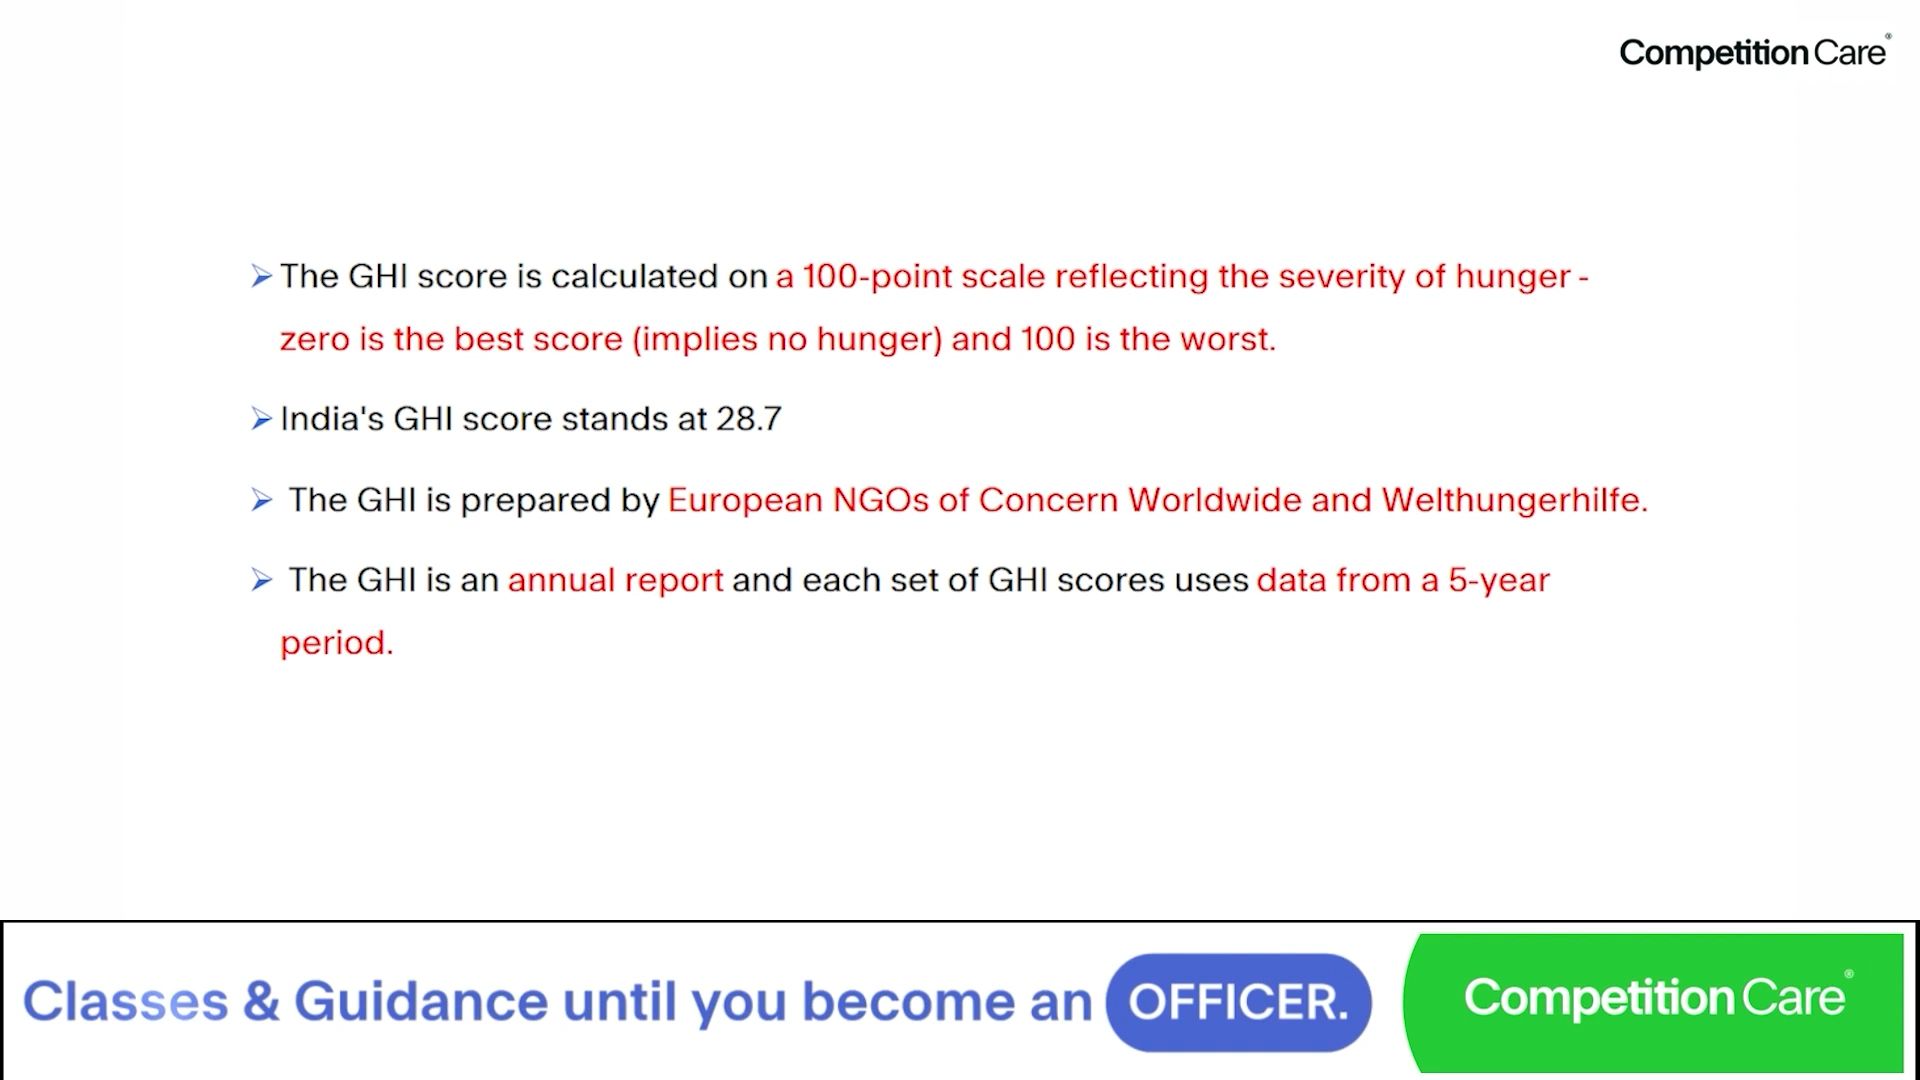 Competition Care®
➢ The GHI score is calculated on a 100-point scale reflecting the severity of hunger -
zero is the best score (implies no hunger) and 100 is the worst.
➢ India's GHI score stands at 28.7
➢ The GHI is prepared by European NGOs of Concern Worldwide and Welthungerhilfe.
➢ The GHI is an annual report and each set of GHI scores uses data from a 5-year
period.
Classes & Guidance until you become an OFFICER.
Competition Care®